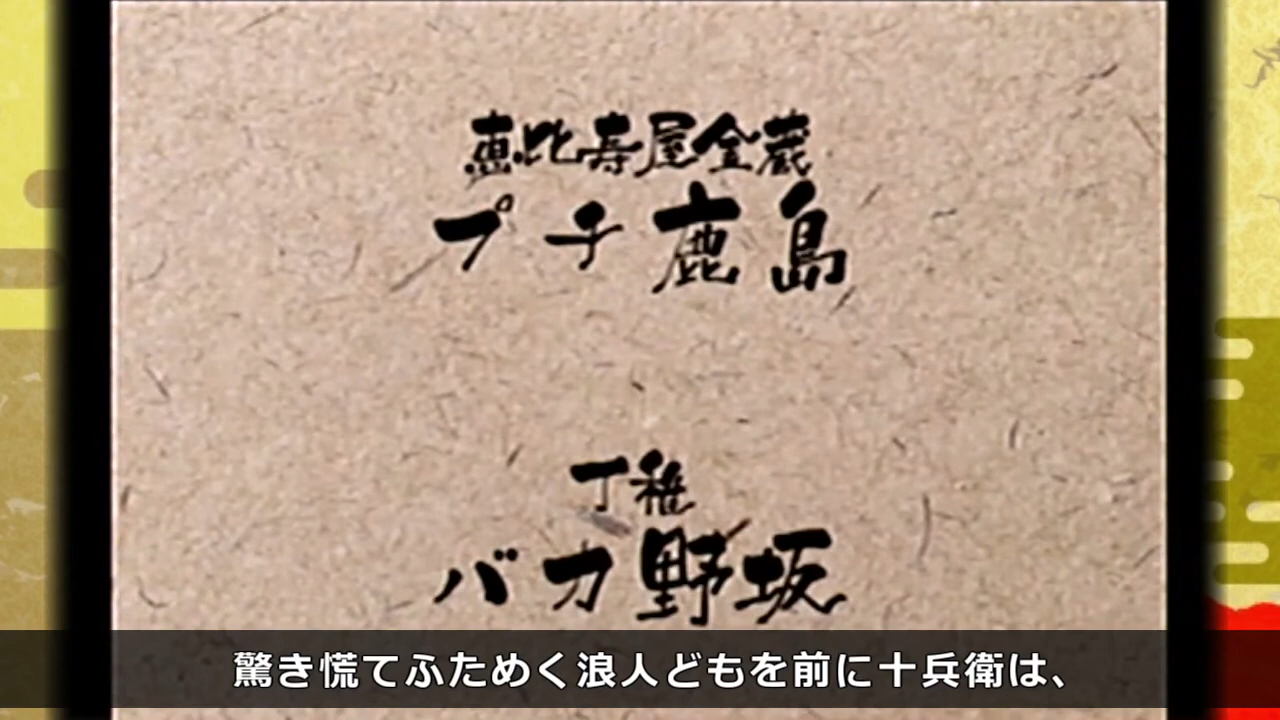 恵比寿屋金蔵
プチ鹿島
丁稚
バカ野坂
驚き慌てふためく浪人どもを前に十兵衛は、